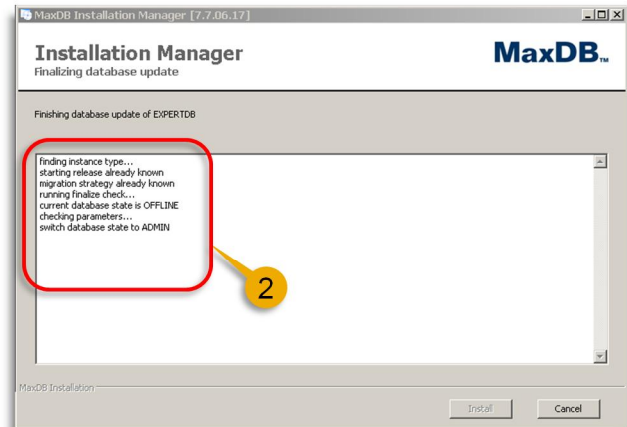 MaxDB Installation Manager [7.7.06.17]
Installation Manager
MaxDB™
Finalizing database update
Finishing database update of EXPERTDB
finding instance type...
starting release already known
migration strategy already known
running finalize check...
current database state is OFFLINE
checking parameters...
switch database state to ADMIN
2
MaxDB Installation
Install
Cancel